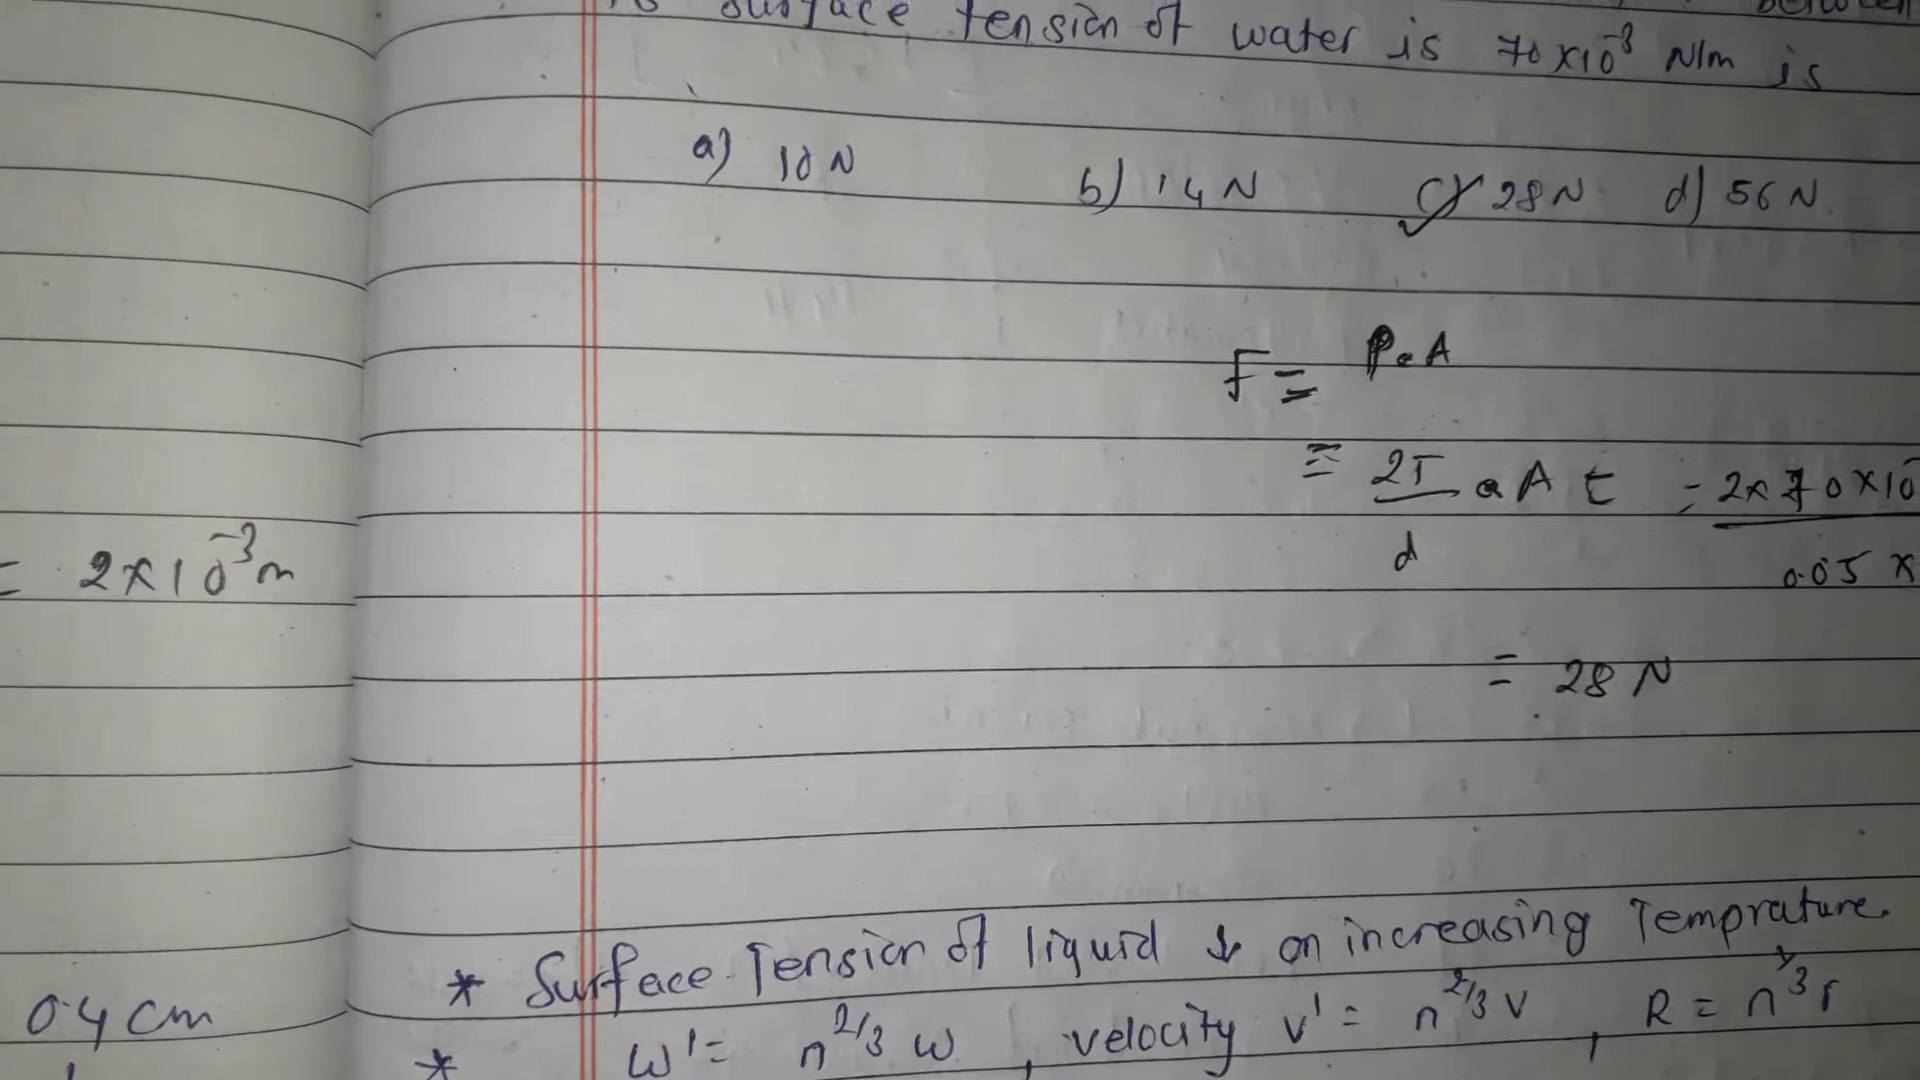 surface tension of water is 70 x 10⁻³ N/m is
a) 10 N b) 14 N c) 28 N d) 56 N
F = P A
= 2T/d A = 2 x 70 x 10 / 0.05 x
= 2 x 10⁻³ m
= 28 N
* Surface Tension of liquid ↓ on increasing Temprature.
0.4 cm
* W' = n^2/3 W , velocity v' = n^2/3 v , R = n^3 r